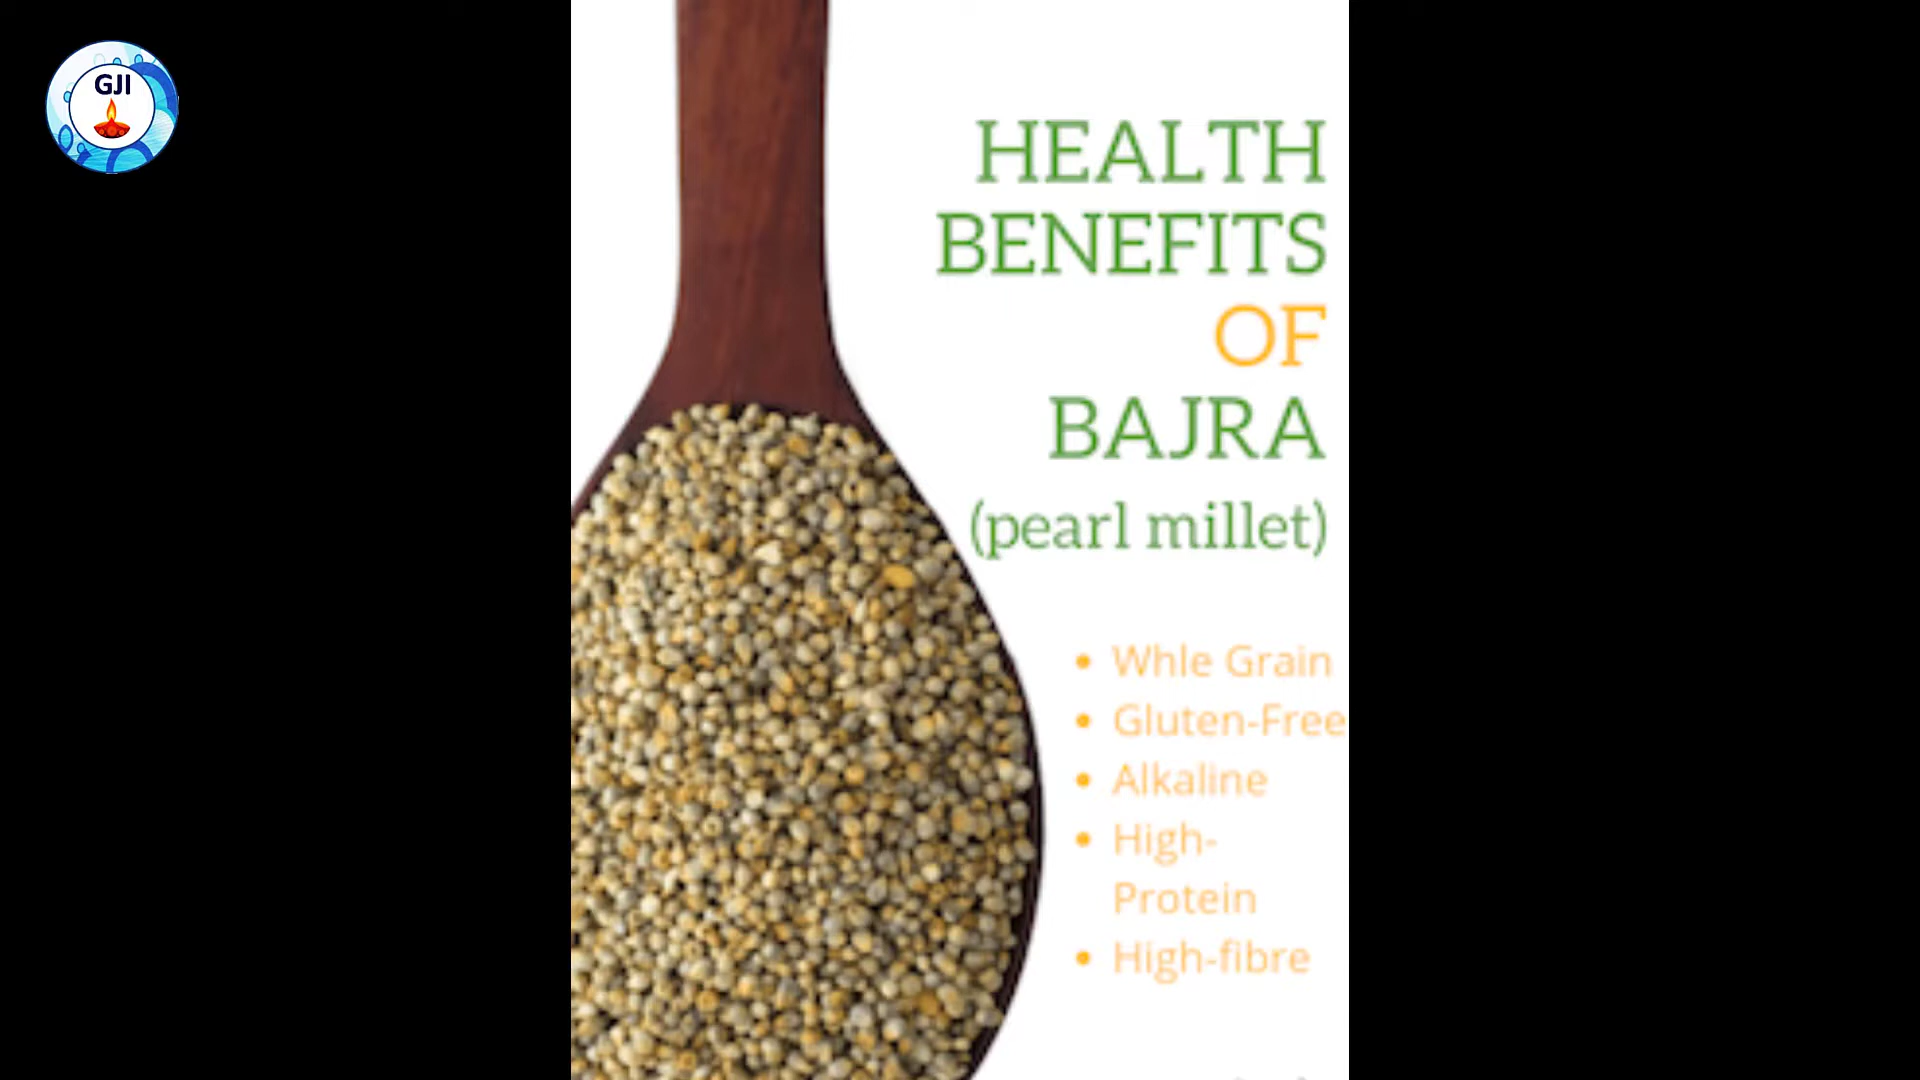 GJI
HEALTH
BENEFITS
OF
BAJRA
(pearl millet)
• Whle Grain
• Gluten-Free
• Alkaline
• High-
Protein
• High-fibre